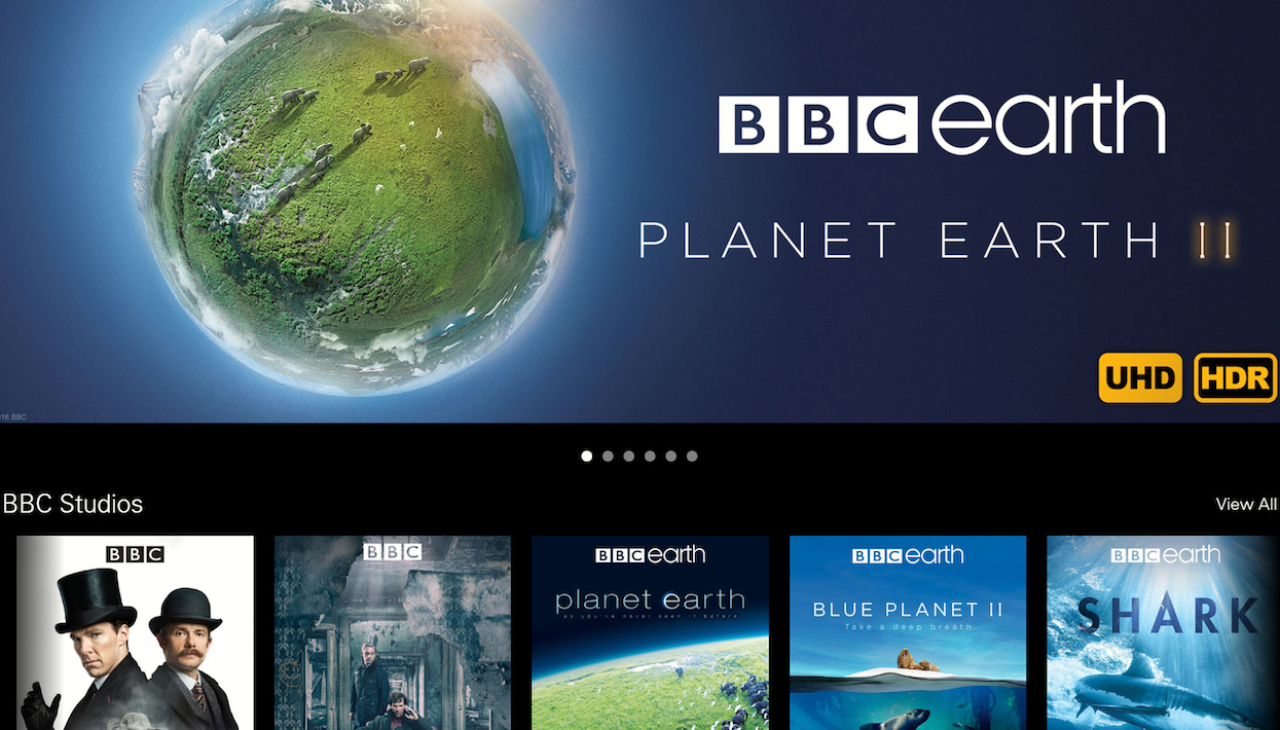 BBC earth
PLANET EARTH II
UHD HDR
16 BBC
BBC Studios
View All
BBC
BBC
BBC earth
planet earth
as you've never seen it before
BBC earth
BLUE PLANET II
Take a deep breath
BBC earth
SHARK